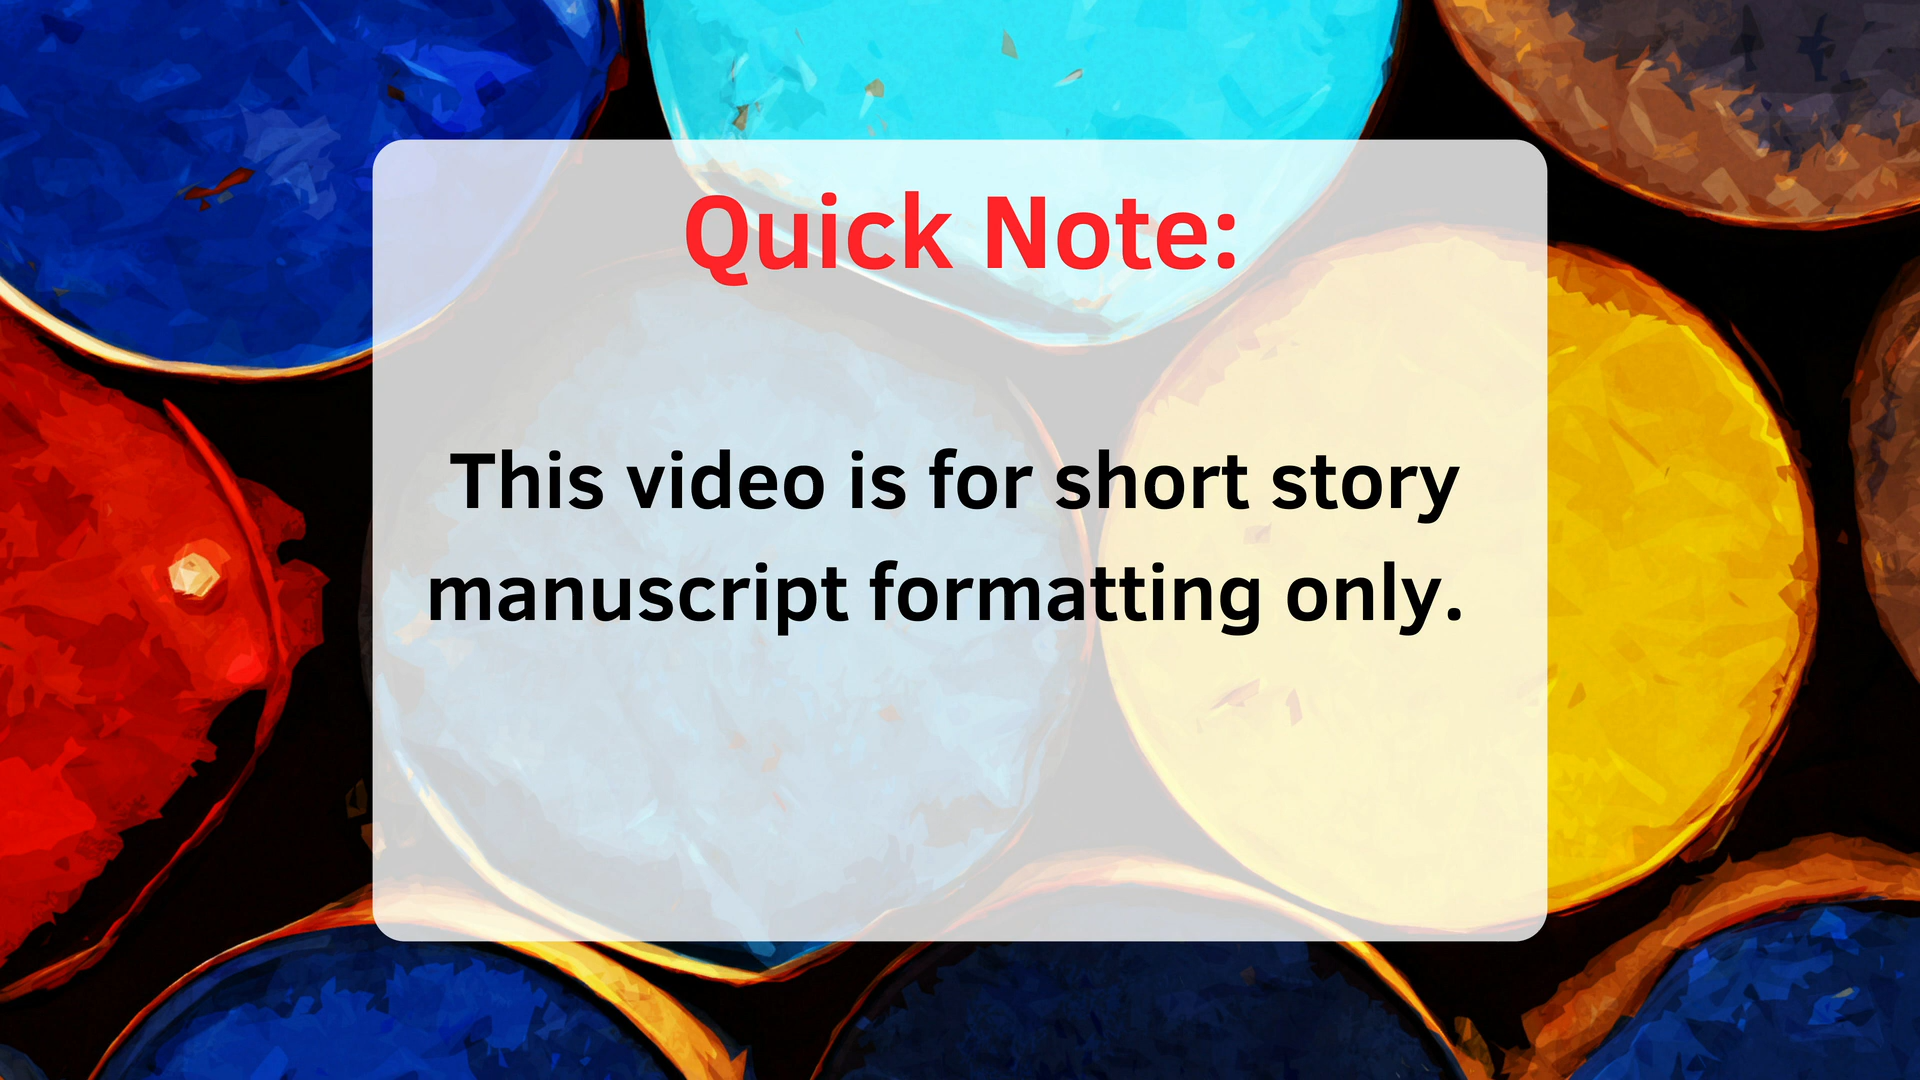 Quick Note:
This video is for short story
manuscript formatting only.